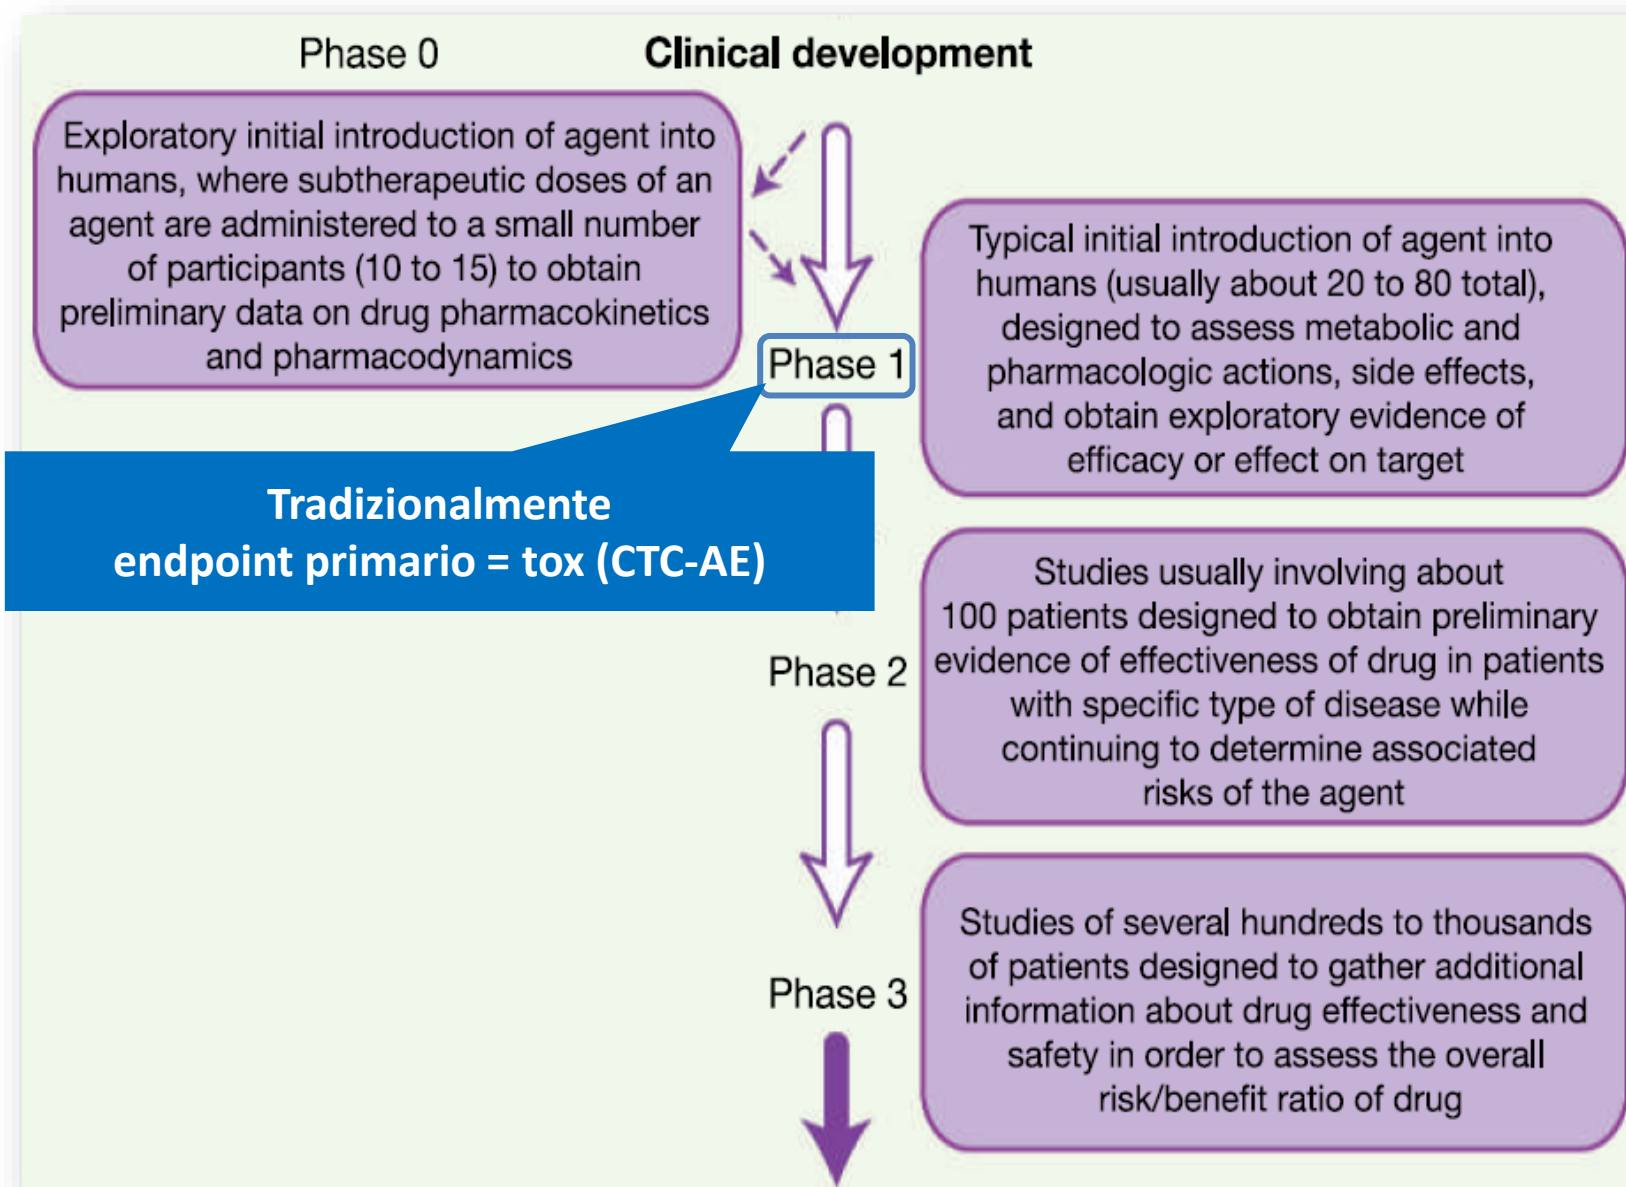 Phase 0
Clinical development
Exploratory initial introduction of agent into
humans, where subtherapeutic doses of an
agent are administered to a small number
of participants (10 to 15) to obtain
preliminary data on drug pharmacokinetics
and pharmacodynamics
Phase 1
Typical initial introduction of agent into
humans (usually about 20 to 80 total),
designed to assess metabolic and
pharmacologic actions, side effects,
and obtain exploratory evidence of
efficacy or effect on target
Tradizionalmente
endpoint primario = tox (CTC-AE)
Phase 2
Studies usually involving about
100 patients designed to obtain preliminary
evidence of effectiveness of drug in patients
with specific type of disease while
continuing to determine associated
risks of the agent
Phase 3
Studies of several hundreds to thousands
of patients designed to gather additional
information about drug effectiveness and
safety in order to assess the overall
risk/benefit ratio of drug